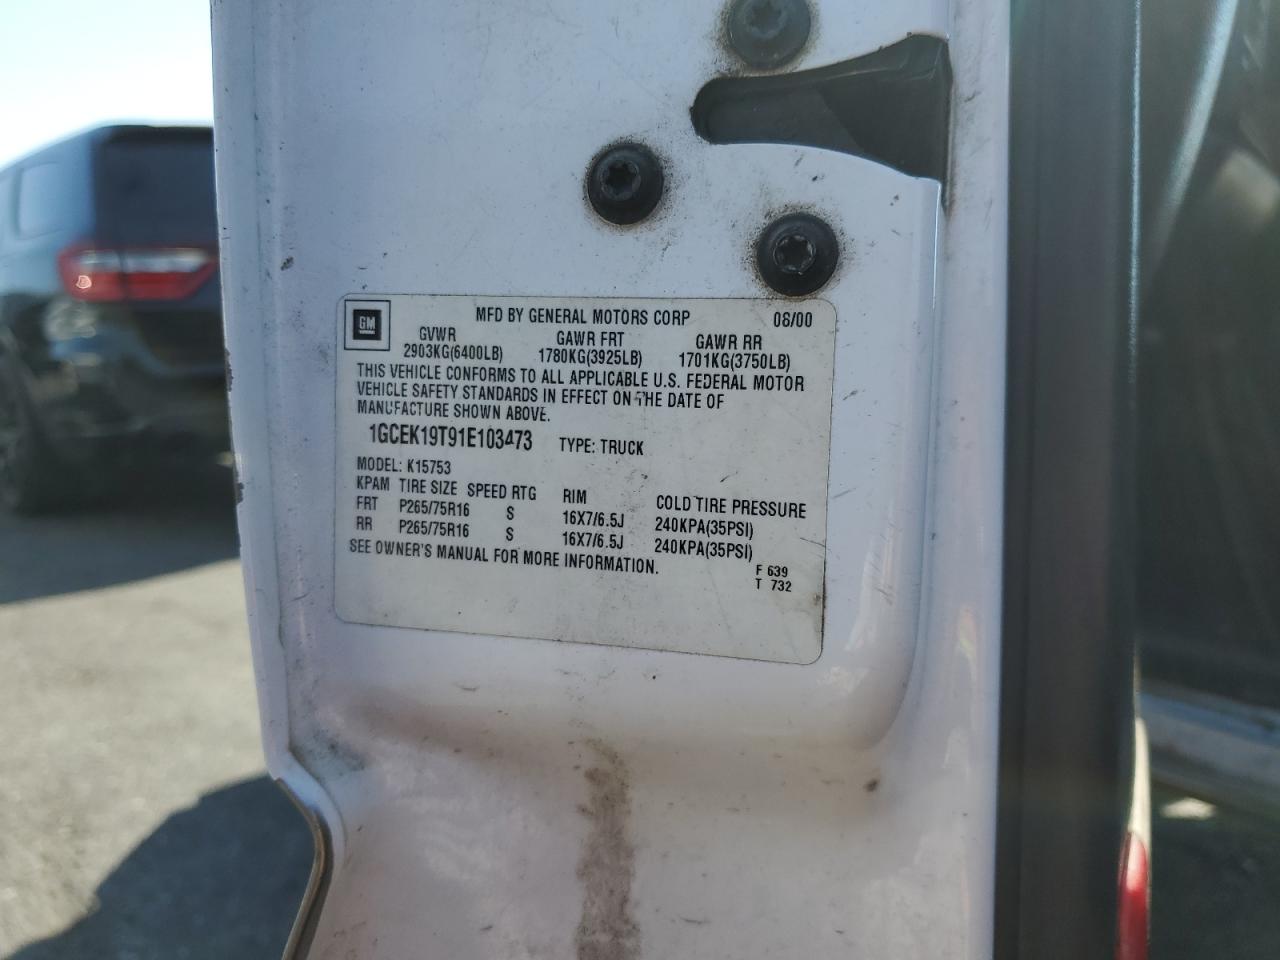 GM
MFD BY GENERAL MOTORS CORP 06/00
GVWR GAWR FRT GAWR RR
2903KG(6400LB) 1780KG(3925LB) 1701KG(3750LB)
THIS VEHICLE CONFORMS TO ALL APPLICABLE U.S. FEDERAL MOTOR
VEHICLE SAFETY STANDARDS IN EFFECT ON THE DATE OF
MANUFACTURE SHOWN ABOVE.
1GCEK19T91E103473 TYPE: TRUCK
MODEL: K15753
KPAM TIRE SIZE SPEED RTG RIM COLD TIRE PRESSURE
FRT P265/75R16 S 16X7/6.5J 240KPA(35PSI)
RR P265/75R16 S 16X7/6.5J 240KPA(35PSI)
SEE OWNER'S MANUAL FOR MORE INFORMATION.
F 639
T 732